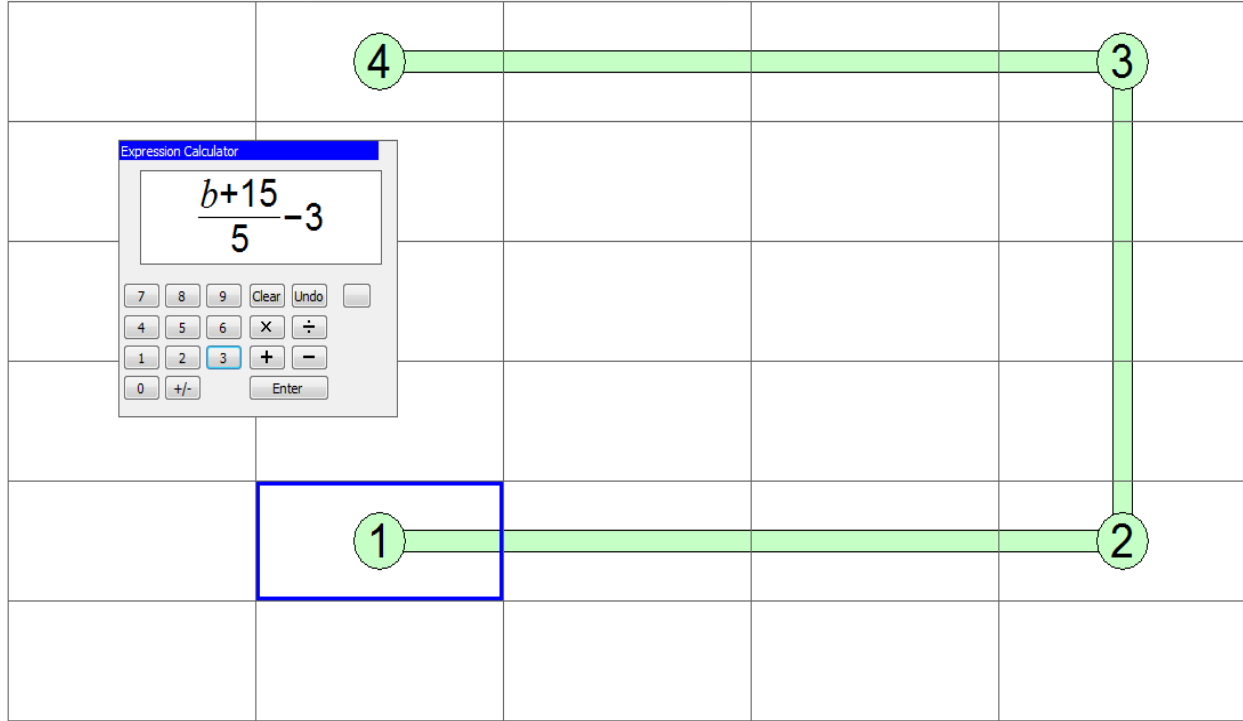 4 3
Expression Calculator
b+15
5
−3
7 8 9 Clear Undo
4 5 6 × ÷
1 2 3 + −
0 +/- Enter
1 2